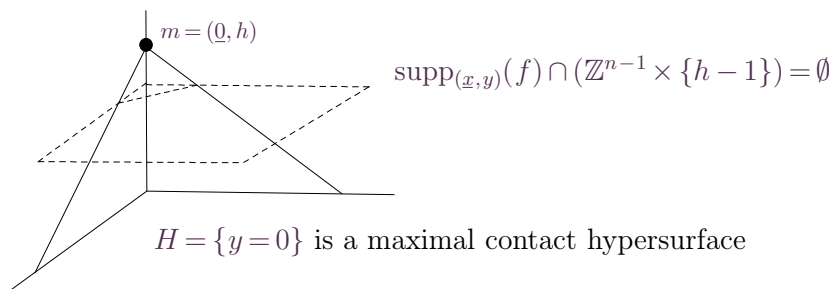 m = (0, h)
supp_{(x,y)}(f) ∩ (ℤ^{n−1} × {h − 1}) = ∅
H = {y = 0} is a maximal contact hypersurface